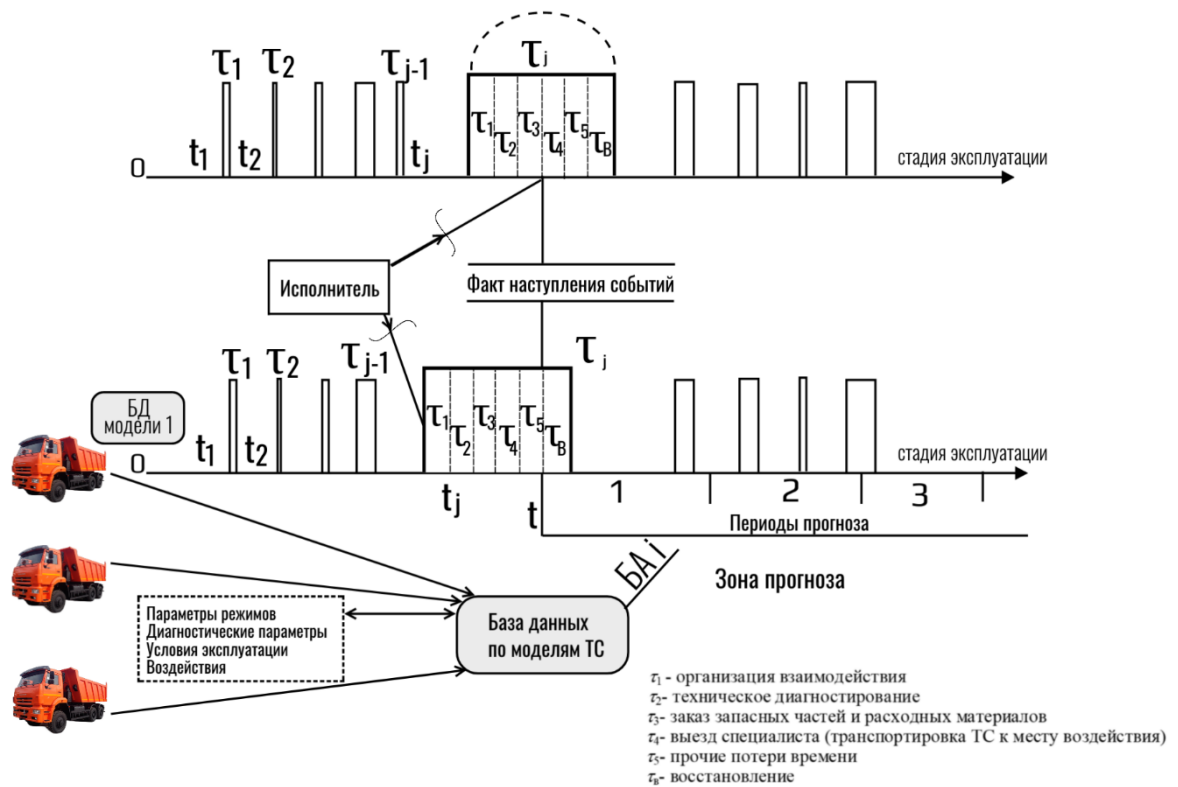 τj
τ1 τ2 τj-1
τ1 τ2 τ3 τ4 τ5 τв
t1 t2 tj
0
стадия эксплуатации
Исполнитель
Факт наступления событий
τj
τ1 τ2 τj-1
БД
модели 1
τ1 τ2 τ3 τ4 τ5 τв
t1 t2
0
стадия эксплуатации
tj t 1 2 3
Периоды прогноза
БА i
Зона прогноза
Параметры режимов
Диагностические параметры
Условия эксплуатации
Воздействия
База данных
по моделям ТС
τ1 - организация взаимодействия
τ2- техническое диагностирование
τ3- заказ запасных частей и расходных материалов
τ4- выезд специалиста (транспортировка ТС к месту воздействия)
τ5- прочие потери времени
τв- восстановление